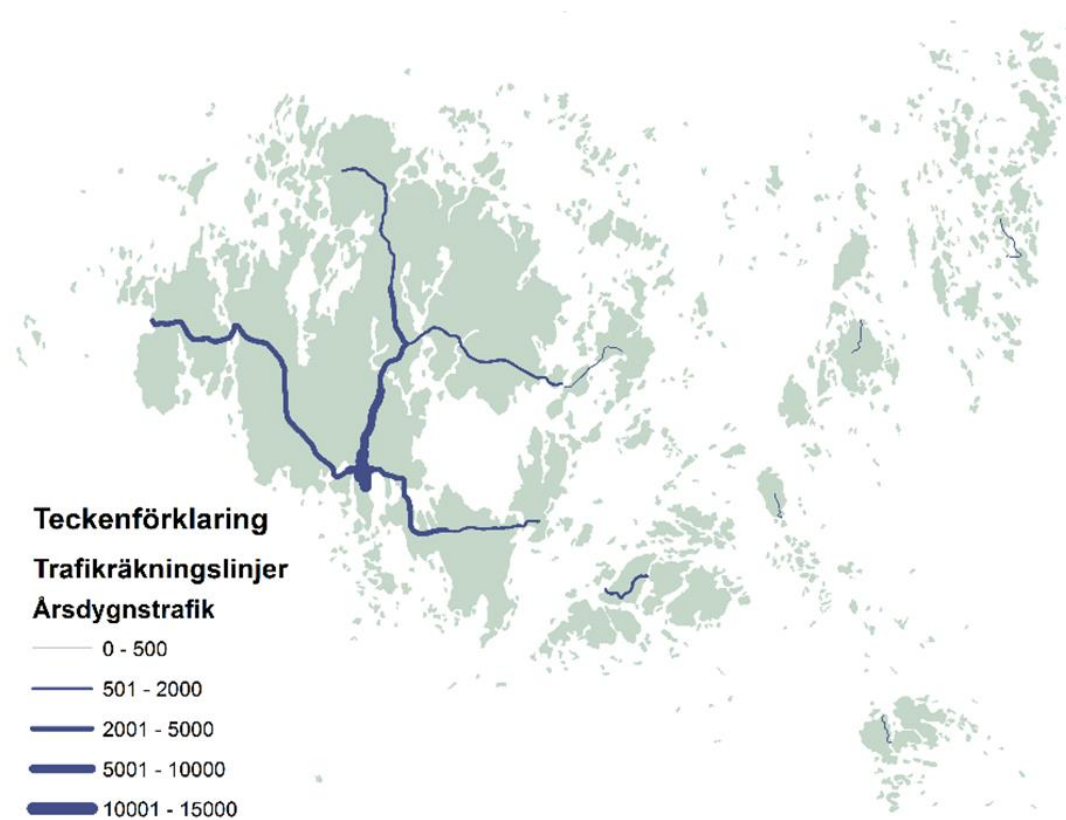 Teckenförklaring
Trafikräkningslinjer
Årsdygnstrafik
0 - 500
501 - 2000
2001 - 5000
5001 - 10000
10001 - 15000